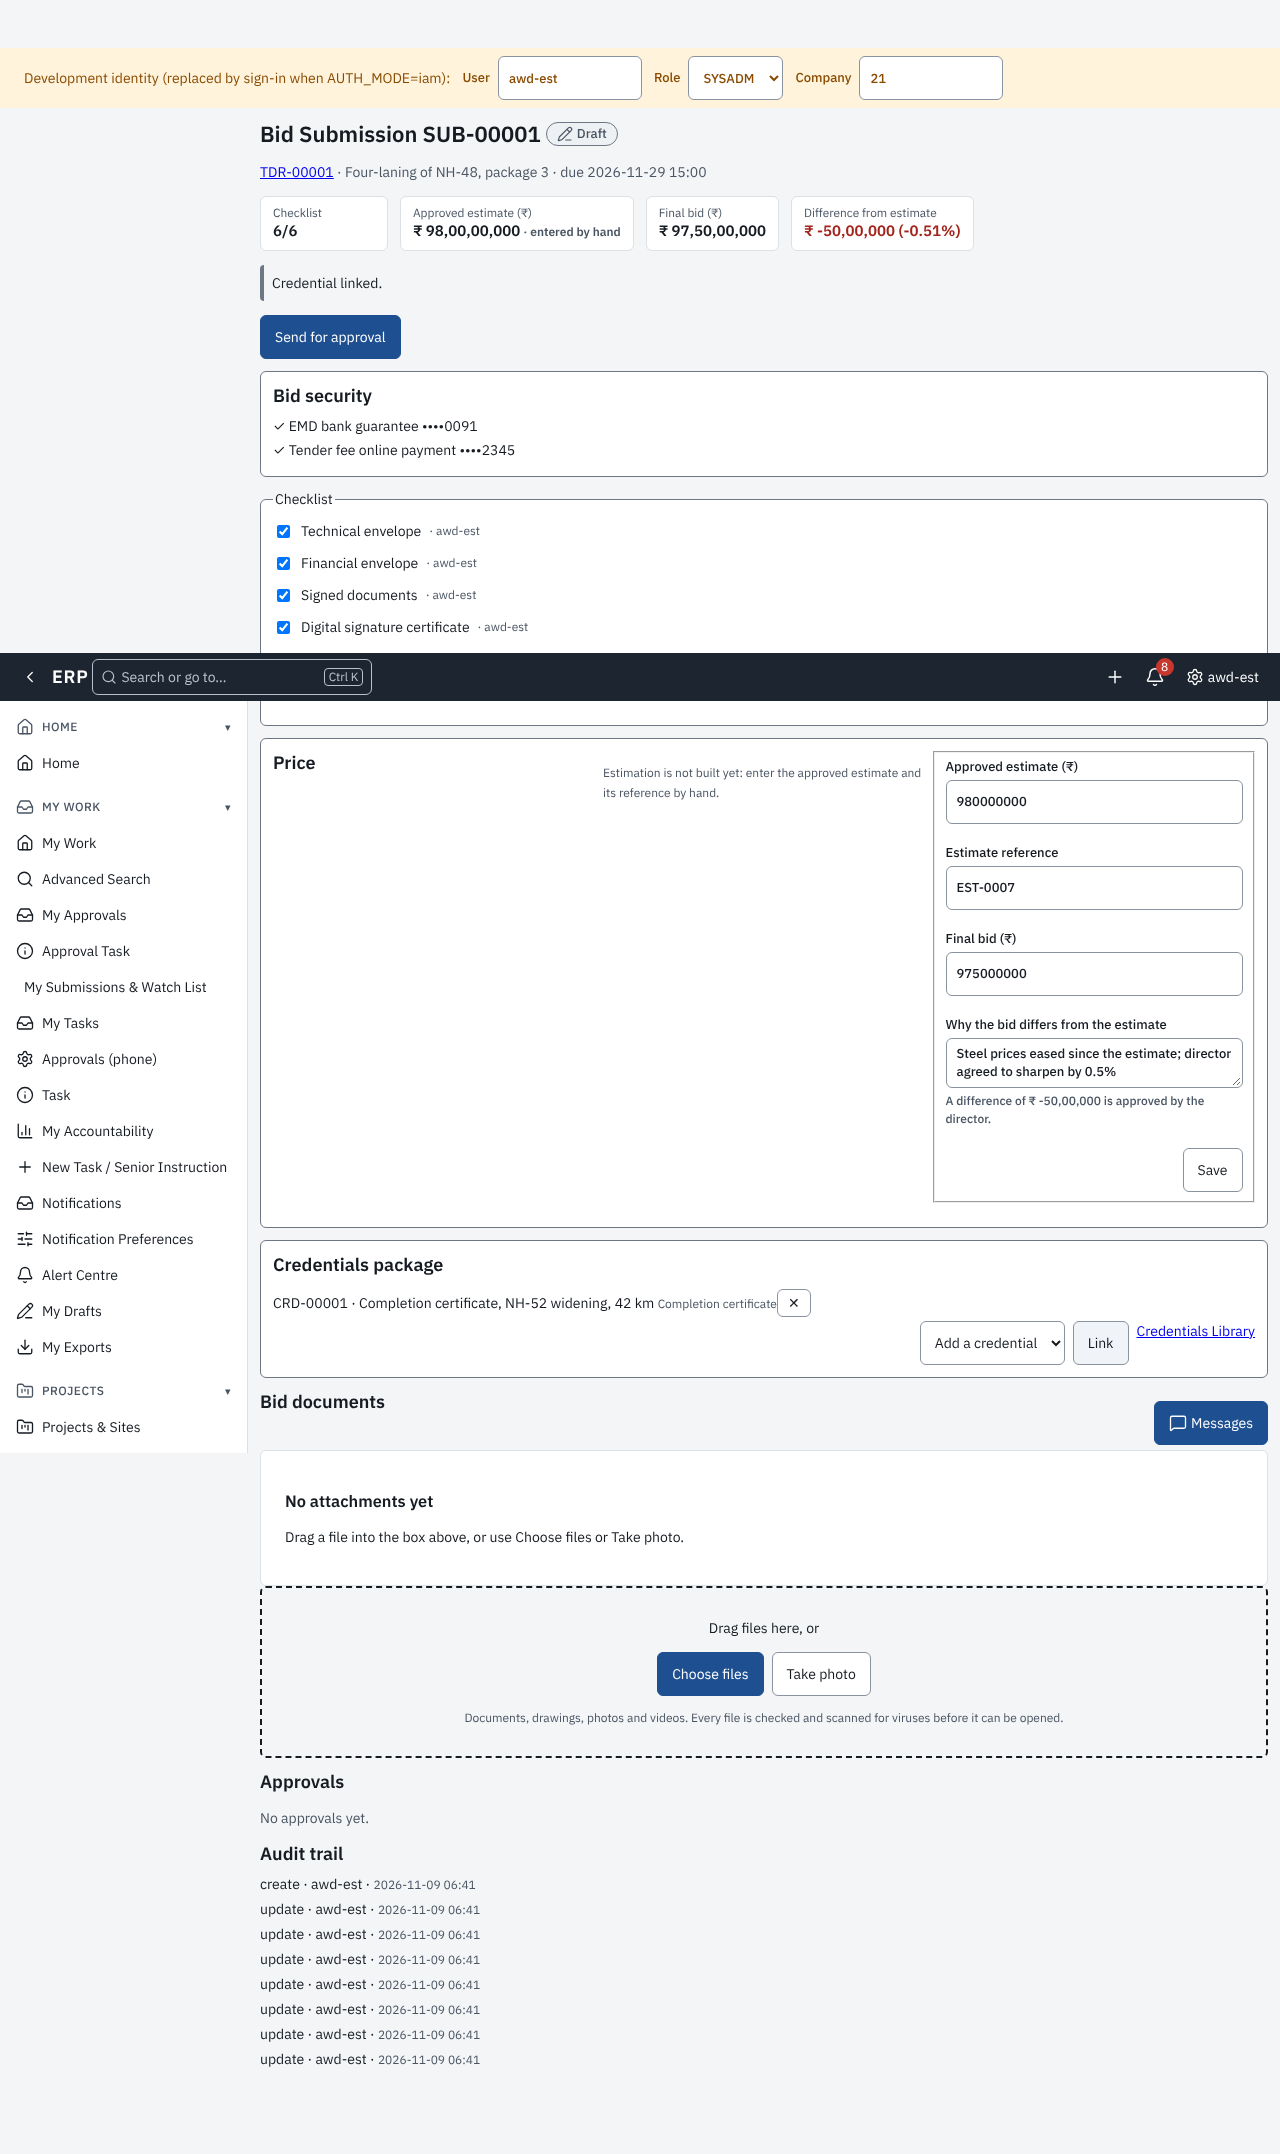 Development identity (replaced by sign-in when AUTH_MODE=iam): User awd-est Role SYSADM Company 21
Bid Submission SUB-00001 Draft
TDR-00001 · Four-laning of NH-48, package 3 · due 2026-11-29 15:00
Checklist
6/6
Approved estimate (₹)
₹ 98,00,00,000 · entered by hand
Final bid (₹)
₹ 97,50,00,000
Difference from estimate
₹ -50,00,000 (-0.51%)
Credential linked.
Send for approval
Bid security
✓ EMD bank guarantee ••••0091
✓ Tender fee online payment ••••2345
Checklist
Technical envelope · awd-est
Financial envelope · awd-est
Signed documents · awd-est
Digital signature certificate · awd-est
ERP Search or go to... Ctrl K 8 awd-est
HOME
Home
MY WORK
My Work
Advanced Search
My Approvals
Approval Task
My Submissions & Watch List
My Tasks
Approvals (phone)
Task
My Accountability
New Task / Senior Instruction
Notifications
Notification Preferences
Alert Centre
My Drafts
My Exports
PROJECTS
Projects & Sites
Price
Estimation is not built yet: enter the approved estimate and
its reference by hand.
Approved estimate (₹)
980000000
Estimate reference
EST-0007
Final bid (₹)
975000000
Why the bid differs from the estimate
Steel prices eased since the estimate; director
agreed to sharpen by 0.5%
A difference of ₹ -50,00,000 is approved by the
director.
Save
Credentials package
CRD-00001 · Completion certificate, NH-52 widening, 42 km Completion certificate ✕
Add a credential Link Credentials Library
Bid documents
Messages
No attachments yet
Drag a file into the box above, or use Choose files or Take photo.
Drag files here, or
Choose files Take photo
Documents, drawings, photos and videos. Every file is checked and scanned for viruses before it can be opened.
Approvals
No approvals yet.
Audit trail
create · awd-est · 2026-11-09 06:41
update · awd-est · 2026-11-09 06:41
update · awd-est · 2026-11-09 06:41
update · awd-est · 2026-11-09 06:41
update · awd-est · 2026-11-09 06:41
update · awd-est · 2026-11-09 06:41
update · awd-est · 2026-11-09 06:41
update · awd-est · 2026-11-09 06:41